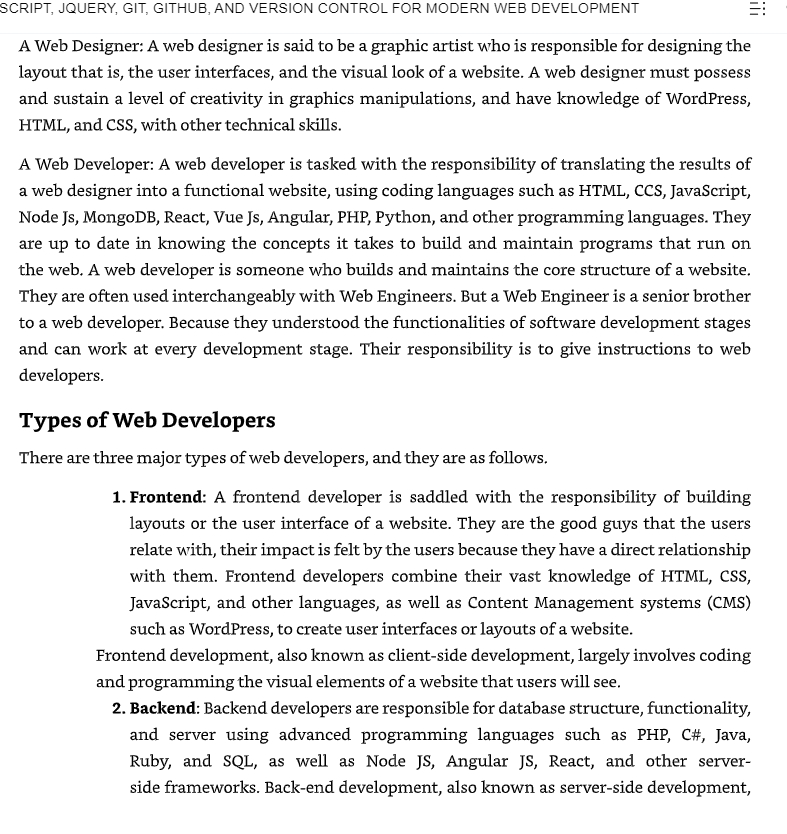 SCRIPT, JQUERY, GIT, GITHUB, AND VERSION CONTROL FOR MODERN WEB DEVELOPMENT
A Web Designer: A web designer is said to be a graphic artist who is responsible for designing the
layout that is, the user interfaces, and the visual look of a website. A web designer must possess
and sustain a level of creativity in graphics manipulations, and have knowledge of WordPress,
HTML, and CSS, with other technical skills.
A Web Developer: A web developer is tasked with the responsibility of translating the results of
a web designer into a functional website, using coding languages such as HTML, CCS, JavaScript,
Node Js, MongoDB, React, Vue Js, Angular, PHP, Python, and other programming languages. They
are up to date in knowing the concepts it takes to build and maintain programs that run on
the web. A web developer is someone who builds and maintains the core structure of a website.
They are often used interchangeably with Web Engineers. But a Web Engineer is a senior brother
to a web developer. Because they understood the functionalities of software development stages
and can work at every development stage. Their responsibility is to give instructions to web
developers.
Types of Web Developers
There are three major types of web developers, and they are as follows.
1. Frontend: A frontend developer is saddled with the responsibility of building
layouts or the user interface of a website. They are the good guys that the users
relate with, their impact is felt by the users because they have a direct relationship
with them. Frontend developers combine their vast knowledge of HTML, CSS,
JavaScript, and other languages, as well as Content Management systems (CMS)
such as WordPress, to create user interfaces or layouts of a website.
Frontend development, also known as client-side development, largely involves coding
and programming the visual elements of a website that users will see.
2. Backend: Backend developers are responsible for database structure, functionality,
and server using advanced programming languages such as PHP, C#, Java,
Ruby, and SQL, as well as Node JS, Angular JS, React, and other server-
side frameworks. Back-end development, also known as server-side development,